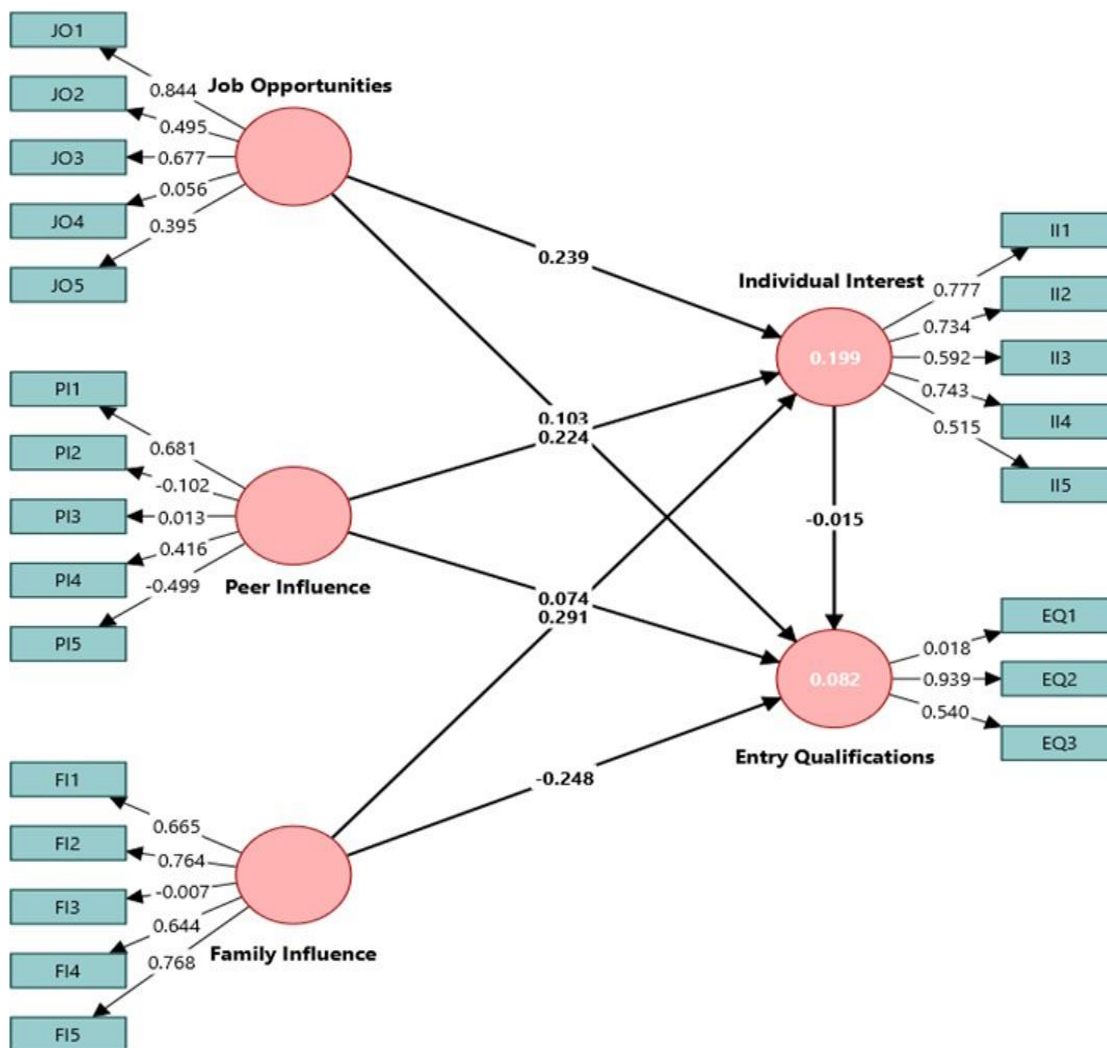 JO1
JO2
JO3
JO4
JO5
0.844
0.495
0.677
0.056
0.395
Job Opportunities
PI1
PI2
PI3
PI4
PI5
0.681
-0.102
0.013
0.416
-0.499
Peer Influence
FI1
FI2
FI3
FI4
FI5
0.665
0.764
-0.007
0.644
0.768
Family Influence
0.239
0.103
0.224
0.074
0.291
-0.248
Individual Interest
0.199
-0.015
0.082
Entry Qualifications
0.777
0.734
0.592
0.743
0.515
II1
II2
II3
II4
II5
0.018
0.939
0.540
EQ1
EQ2
EQ3